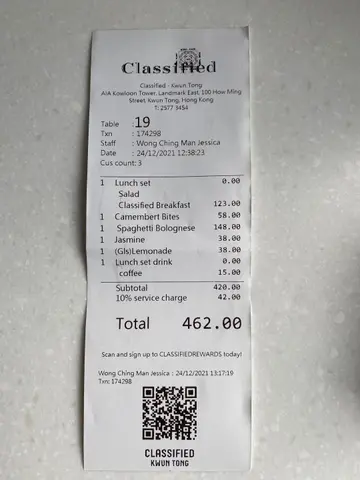 Classified
Classified - Kwun Tong
AIA Kowloon Tower, Landmark East, 100 How Ming
Street, Kwun Tong, Hong Kong
T: 2577 3454
Table : 19
Txn : 174298
Staff : Wong Ching Man Jessica
Date : 24/12/2021 12:38:23
Cus count: 3
1 Lunch set 0.00
Salad
Classified Breakfast 123.00
1 Camembert Bites 58.00
1 Spaghetti Bolognese 148.00
1 Jasmine 38.00
1 (Gls)Lemonade 38.00
1 Lunch set drink 0.00
coffee 15.00
Subtotal 420.00
10% service charge 42.00
Total 462.00
Scan and sign up to CLASSIFIEDREWARDS today!
Wong Ching Man Jessica : 24/12/2021 13:17:19
Txn: 174298
CLASSIFIED
KWUN TONG